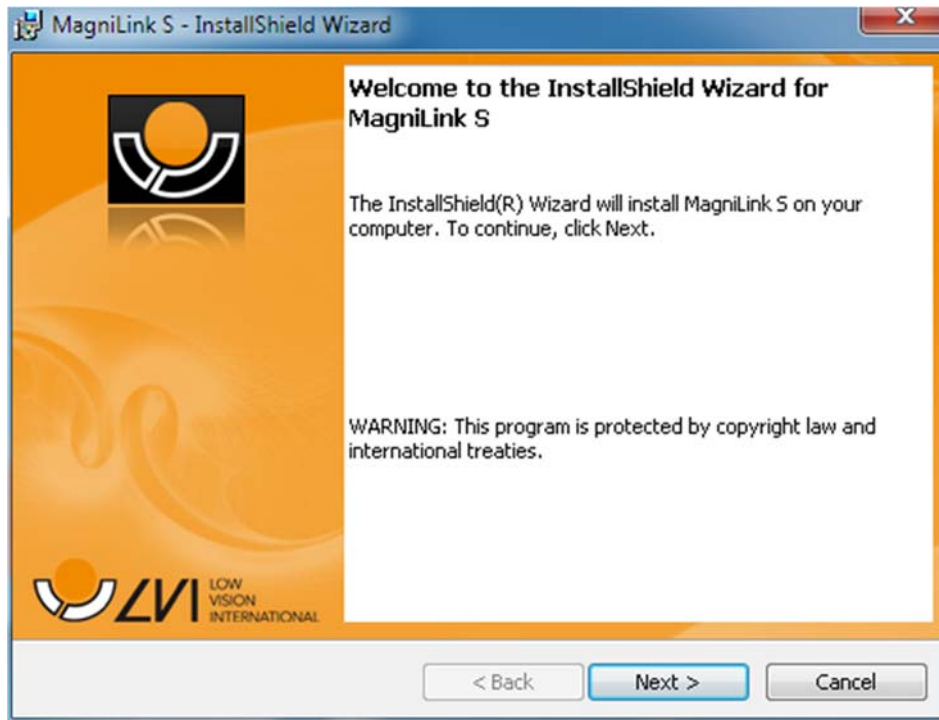 MagniLink S - InstallShield Wizard
Welcome to the InstallShield Wizard for
MagniLink S
The InstallShield(R) Wizard will install MagniLink S on your
computer. To continue, click Next.
WARNING: This program is protected by copyright law and
international treaties.
LVI
LOW
VISION
INTERNATIONAL
< Back
Next >
Cancel